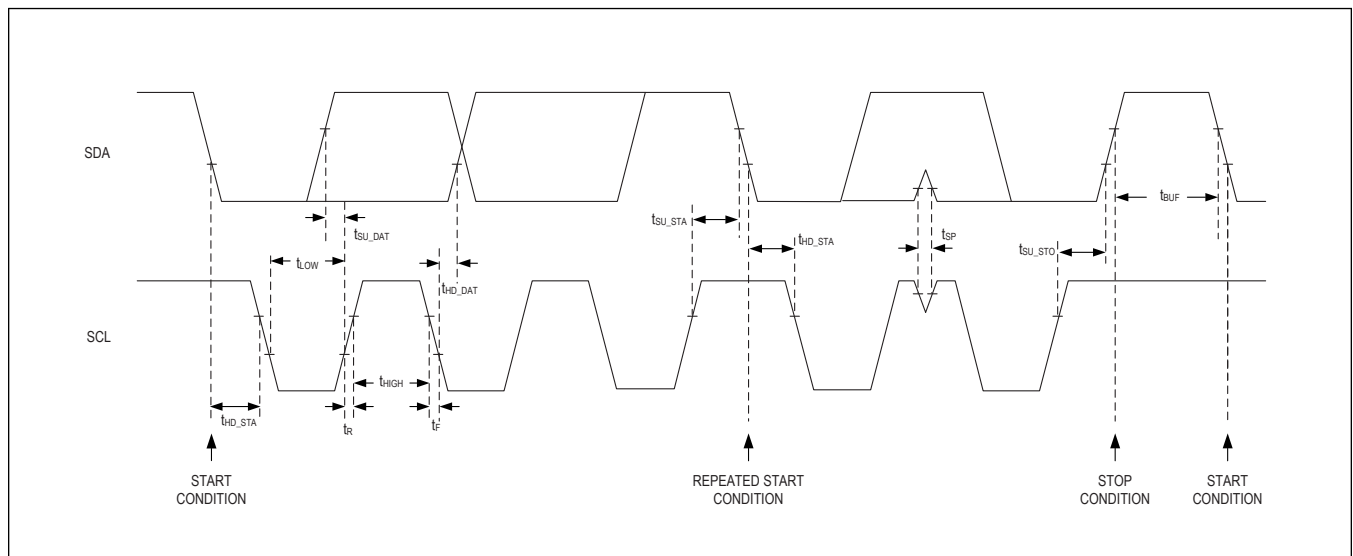 SDA
tSU_DAT
tSU_STA
tHD_STA
tSP
tSU_STO
tBUF
tLOW
tHD_DAT
SCL
tHIGH
tHD_STA
tR
tF
START
CONDITION
REPEATED START
CONDITION
STOP
CONDITION
START
CONDITION